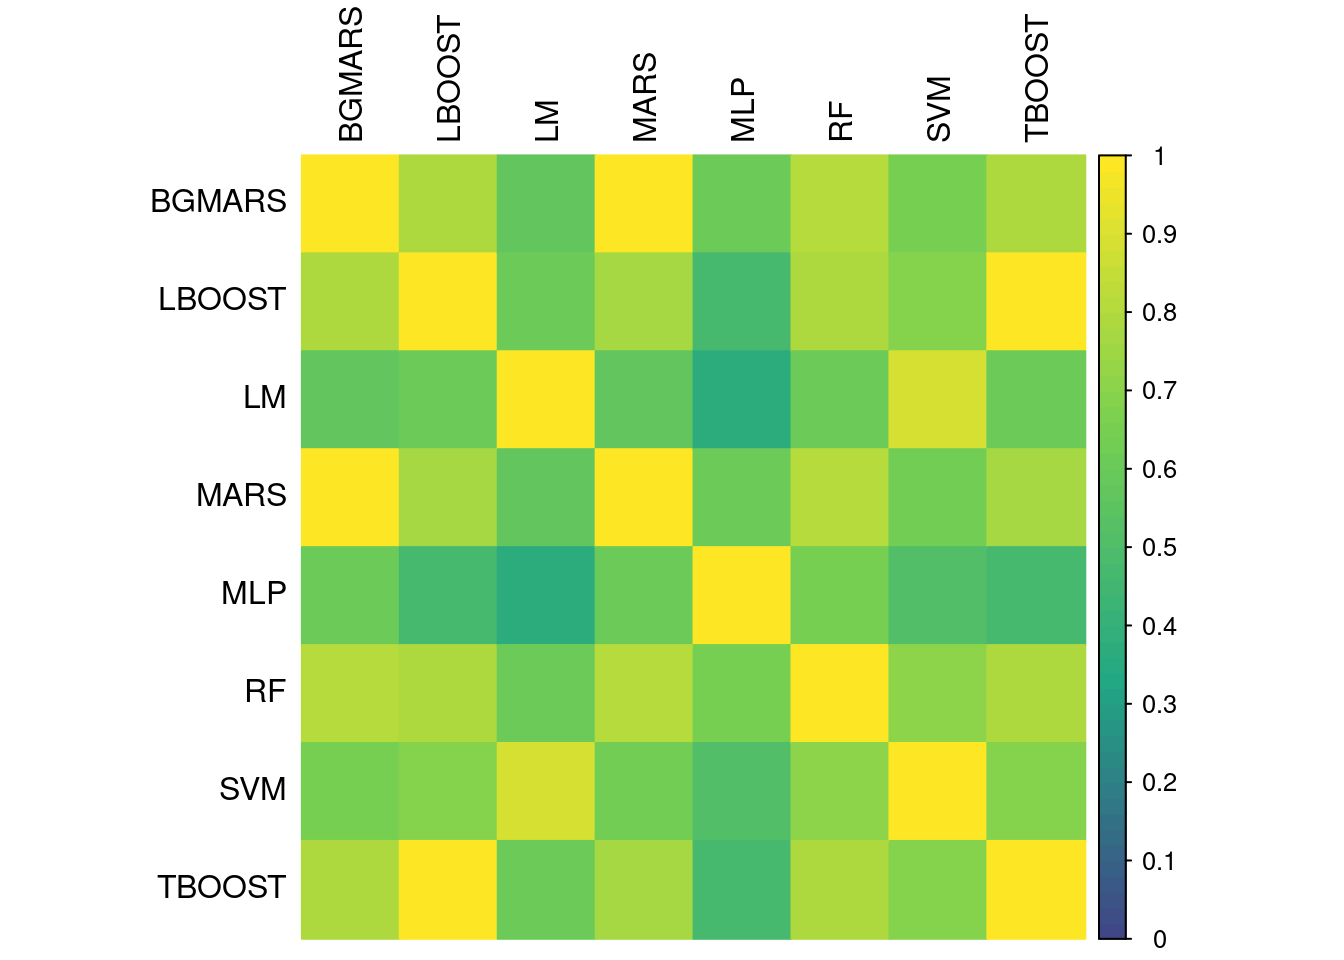 BGMARS
LBOOST
LM
MARS
MLP
RF
SVM
TBOOST
BGMARS
LBOOST
LM
MARS
MLP
RF
SVM
TBOOST
1
0.9
0.8
0.7
0.6
0.5
0.4
0.3
0.2
0.1
0